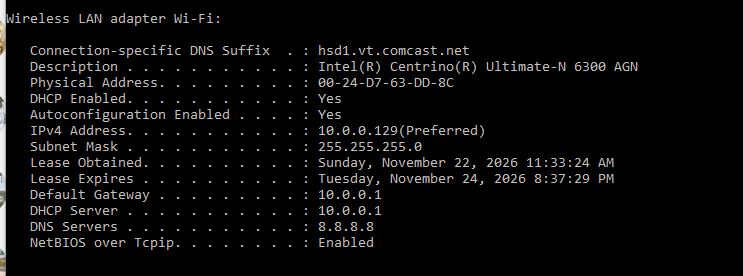 Wireless LAN adapter Wi-Fi:
Connection-specific DNS Suffix  . : hsd1.vt.comcast.net
Description . . . . . . . . . . . : Intel(R) Centrino(R) Ultimate-N 6300 AGN
Physical Address. . . . . . . . . : 00-24-D7-63-DD-8C
DHCP Enabled. . . . . . . . . . . : Yes
Autoconfiguration Enabled . . . . : Yes
IPv4 Address. . . . . . . . . . . : 10.0.0.129(Preferred)
Subnet Mask . . . . . . . . . . . : 255.255.255.0
Lease Obtained. . . . . . . . . . : Sunday, November 22, 2026 11:33:24 AM
Lease Expires . . . . . . . . . . : Tuesday, November 24, 2026 8:37:29 PM
Default Gateway . . . . . . . . . : 10.0.0.1
DHCP Server . . . . . . . . . . . : 10.0.0.1
DNS Servers . . . . . . . . . . . : 8.8.8.8
NetBIOS over Tcpip. . . . . . . . : Enabled